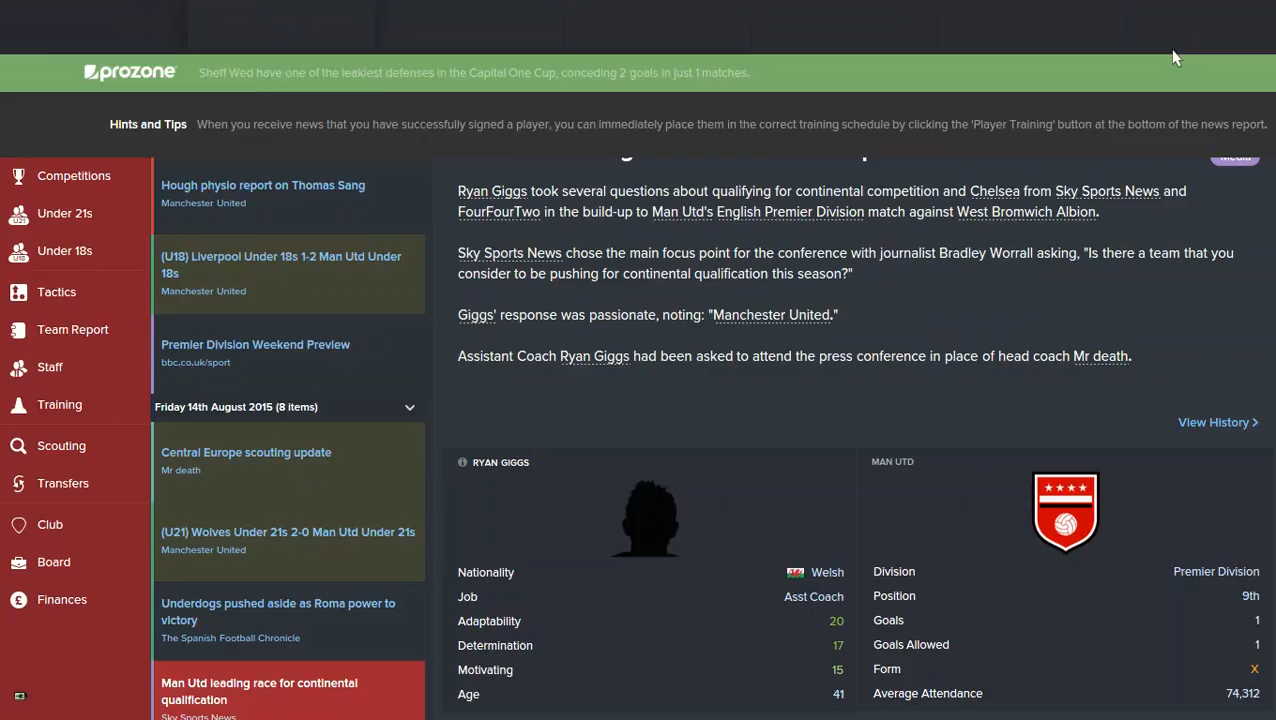 prozone Sheff Wed have one of the leakiest defenses in the Capital One Cup, conceding 2 goals in just 1 matches.
Hints and Tips When you receive news that you have successfully signed a player, you can immediately place them in the correct training schedule by clicking the 'Player Training' button at the bottom of the news report.
Competitions
Under 21s
Under 18s
Tactics
Team Report
Staff
Training
Scouting
Transfers
Club
Board
Finances
Hough physio report on Thomas Sang
Manchester United
(U18) Liverpool Under 18s 1-2 Man Utd Under
18s
Manchester United
Premier Division Weekend Preview
bbc.co.uk/sport
Friday 14th August 2015 (8 items)
Central Europe scouting update
Mr death
(U21) Wolves Under 21s 2-0 Man Utd Under 21s
Manchester United
Underdogs pushed aside as Roma power to
victory
The Spanish Football Chronicle
Man Utd leading race for continental
qualification
Sky Sports News
Media
Ryan Giggs took several questions about qualifying for continental competition and Chelsea from Sky Sports News and
FourFourTwo in the build-up to Man Utd's English Premier Division match against West Bromwich Albion.
Sky Sports News chose the main focus point for the conference with journalist Bradley Worrall asking, "Is there a team that you
consider to be pushing for continental qualification this season?"
Giggs' response was passionate, noting: "Manchester United."
Assistant Coach Ryan Giggs had been asked to attend the press conference in place of head coach Mr death.
View History >
RYAN GIGGS
Nationality Welsh
Job Asst Coach
Adaptability 20
Determination 17
Motivating 15
Age 41
MAN UTD
Division Premier Division
Position 9th
Goals 1
Goals Allowed 1
Form X
Average Attendance 74,312